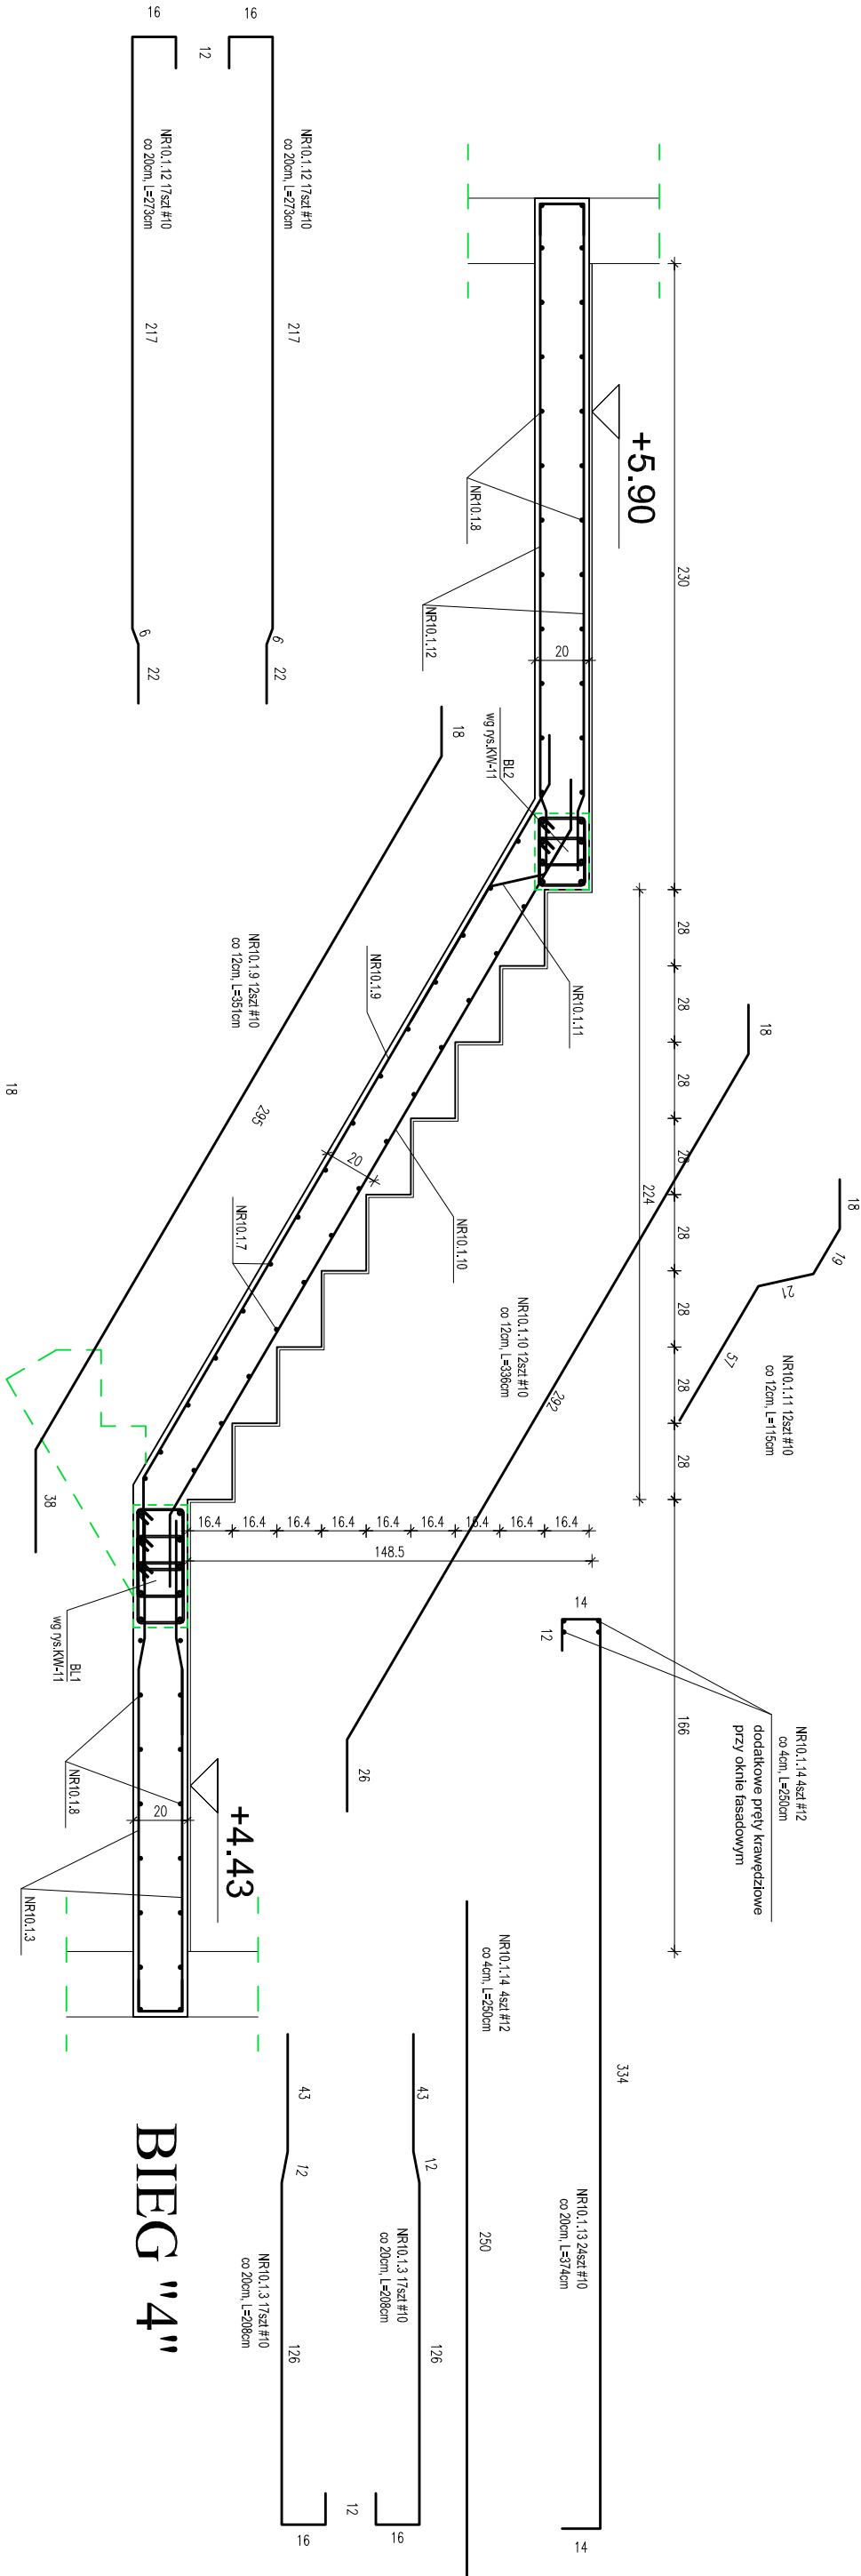 16
16
12
NR10.1.12 17szt #10
co 20cm, L=273cm
NR10.1.12 17szt #10
co 20cm, L=273cm
217
217
6
6
22
22
+5.90
NR10.1.8
NR10.1.12
230
20
BL2
wg rys.KW-11
18
NR10.1.9 12szt #10
co 12cm, L=351cm
295
38
18
NR10.1.9
NR10.1.11
NR10.1.10
NR10.1.7
20
28
28
28
28
28
28
28
28
224
18
NR10.1.10 12szt #10
co 12cm, L=336cm
292
26
18
19
21
57
NR10.1.11 12szt #10
co 12cm, L=115cm
16.4
16.4
16.4
16.4
16.4
16.4
16.4
16.4
16.4
148.5
166
BL1
wg rys.KW-11
NR10.1.8
20
NR10.1.3
+4.43
14
12
NR10.1.14 4szt #12
co 4cm, L=250cm
dodatkowe pręty krawędziowe
przy oknie fasadowym
334
NR10.1.13 24szt #10
co 20cm, L=374cm
14
NR10.1.14 4szt #12
co 4cm, L=250cm
250
43
12
NR10.1.3 17szt #10
co 20cm, L=208cm
126
16
43
12
NR10.1.3 17szt #10
co 20cm, L=208cm
126
16
12
BIEG "4"